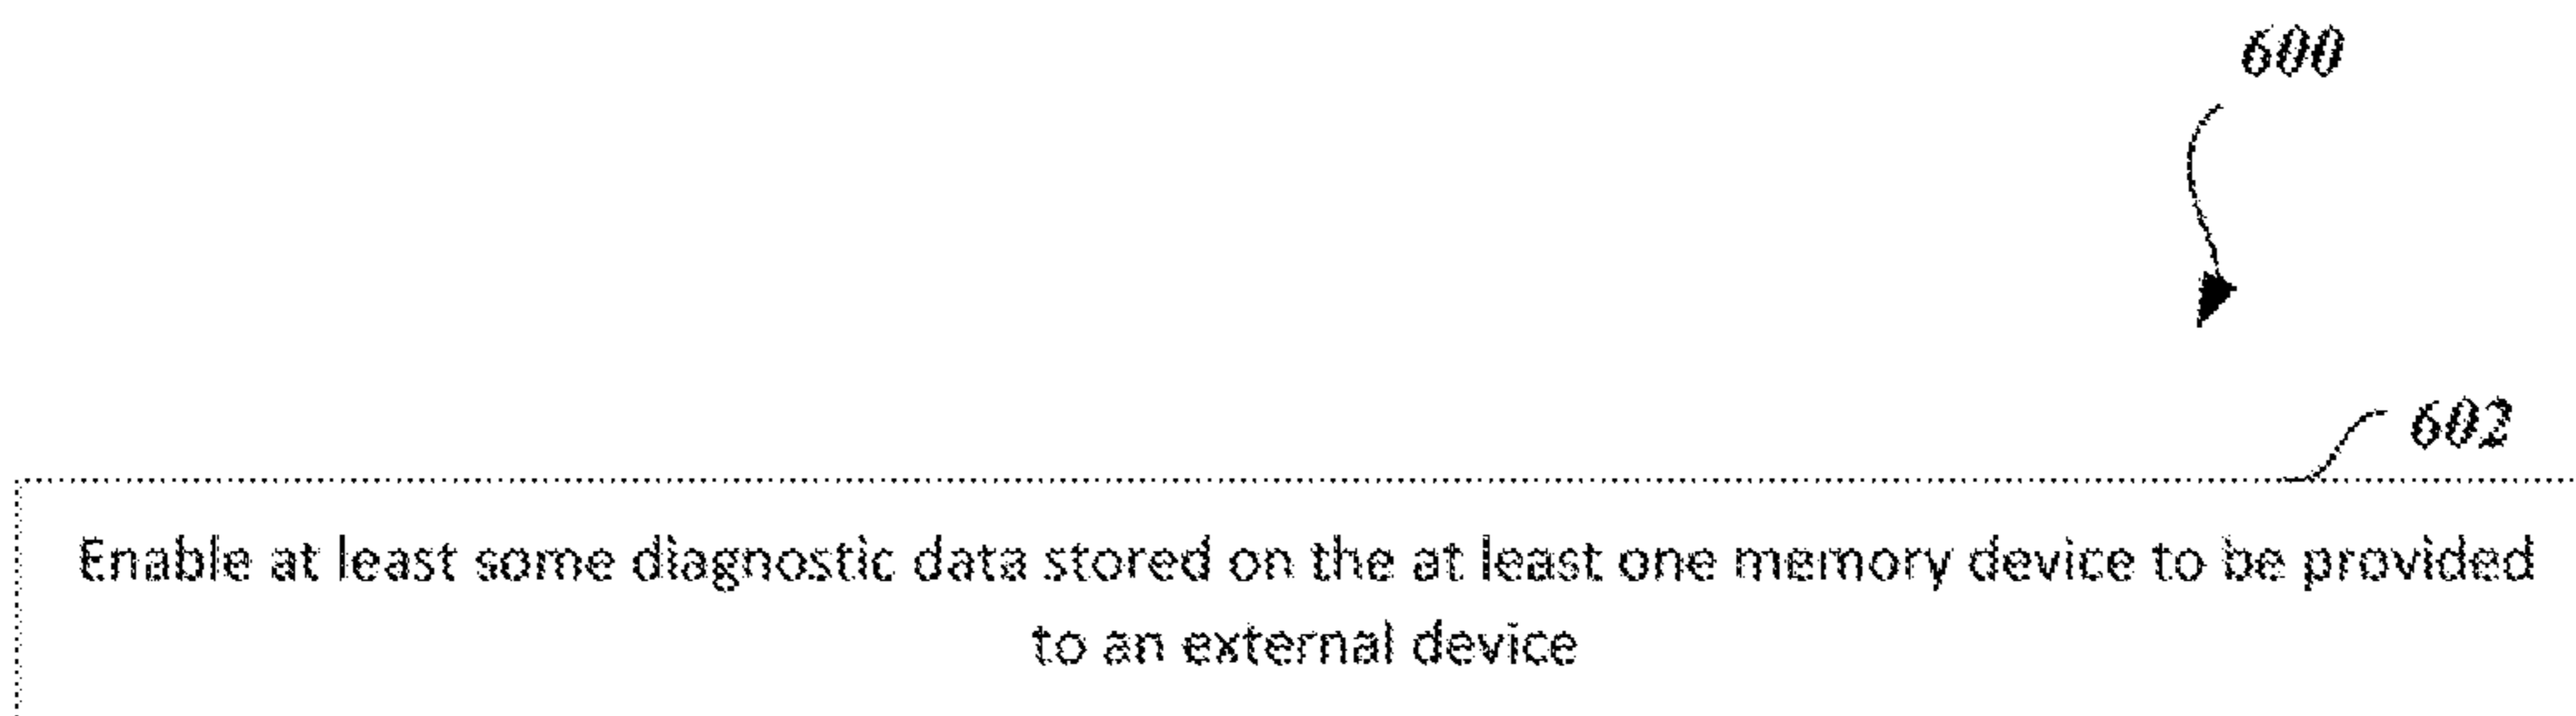 600
602
Enable at least some diagnostic data stored on the at least one memory device to be provided
to an external device